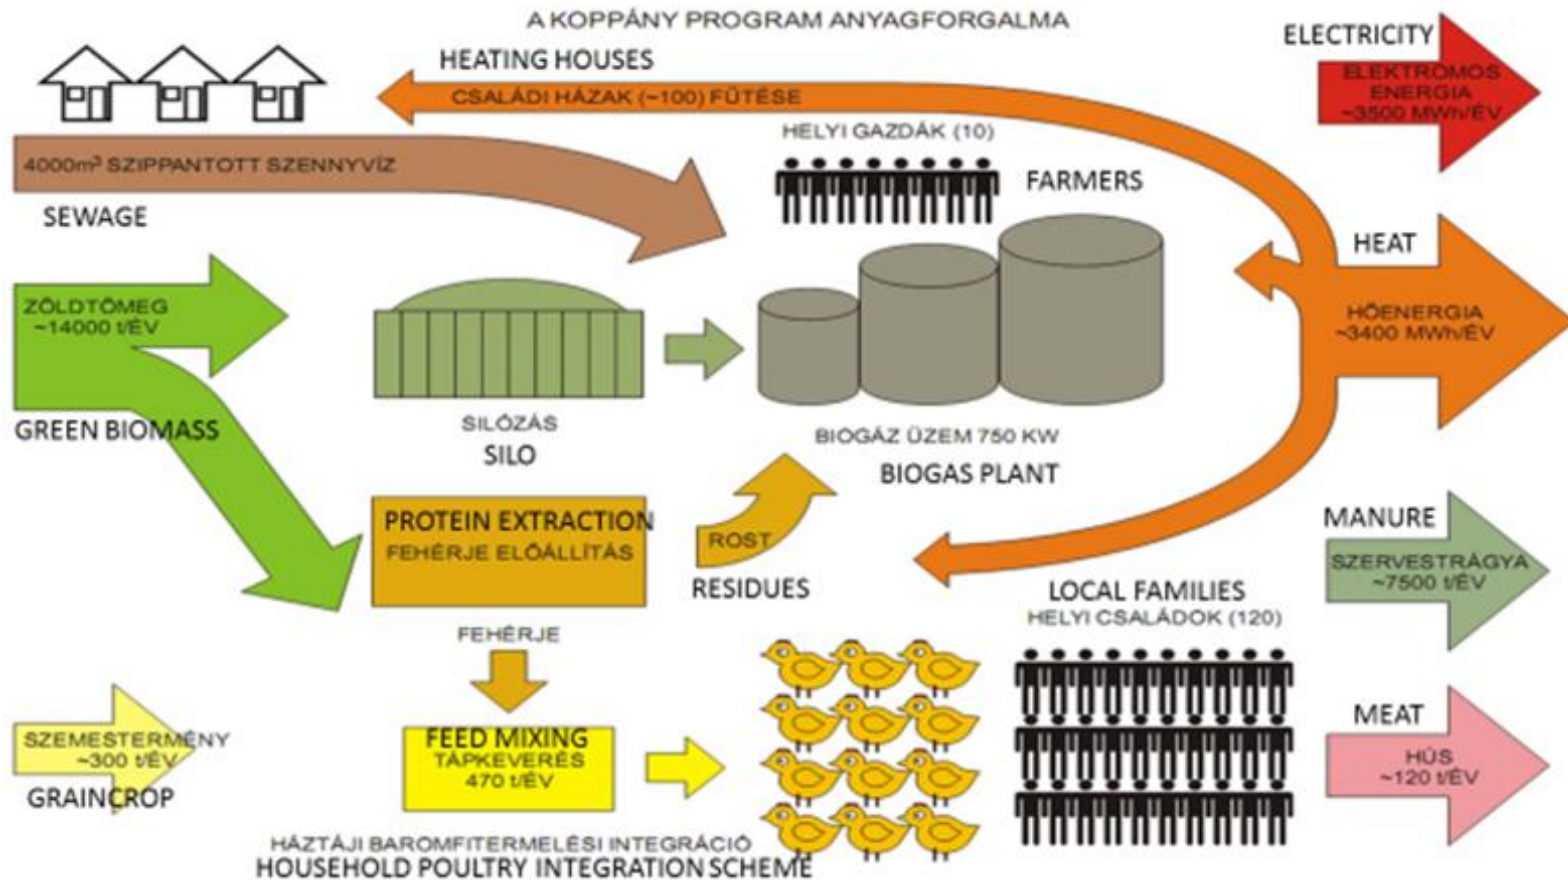 A KOPPÁNY PROGRAM ANYAGFORGALMA
HEATING HOUSES
CSALÁDI HÁZAK (~100) FŰTÉSE
ELECTRICITY
ELEKTROMOS
ENERGIA
~3500 MWh/ÉV
HELYI GAZDÁK (10)
FARMERS
4000m³ SZIPPANTOTT SZENNYVÍZ
SEWAGE
HEAT
HŐENERGIA
~3400 MWh/ÉV
ZÖLDTÖMEG
~14000 t/ÉV
GREEN BIOMASS
SILÓZÁS
SILO
BIOGÁZ ÜZEM 750 KW
BIOGAS PLANT
PROTEIN EXTRACTION
FEHÉRJE ELŐÁLLÍTÁS
ROST
RESIDUES
MANURE
SZERVESTRÁGYA
~7500 t/ÉV
LOCAL FAMILIES
HELYI CSALÁDOK (120)
FEHÉRJE
SZEMESTERMÉNY
~300 t/ÉV
GRAINCROP
FEED MIXING
TÁPKEVERÉS
470 t/ÉV
MEAT
HÚS
~120 t/ÉV
HÁZTÁJI BAROMFITERMELÉSI INTEGRÁCIÓ
HOUSEHOLD POULTRY INTEGRATION SCHEME